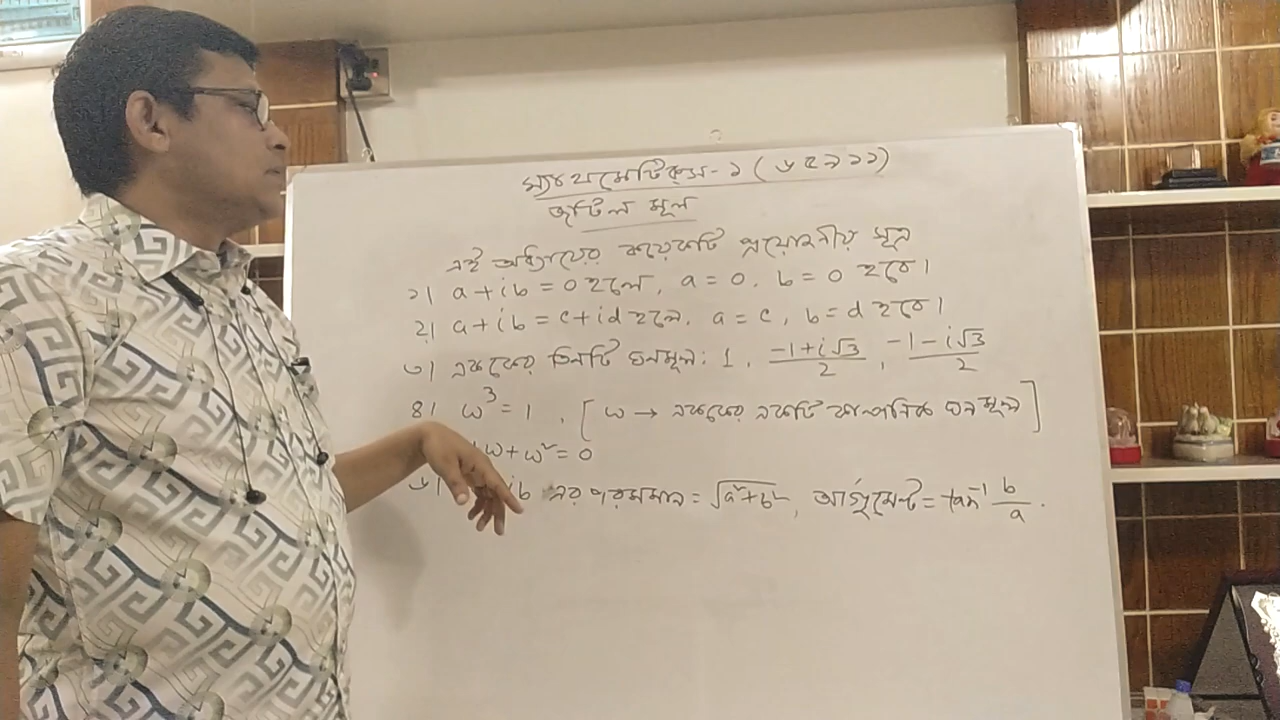 ম্যাথমেটিক্স-১ (৬৫৯১১)
জটিল মূল
এই অধ্যায়ের কয়েকটি প্রয়োজনীয় মূল
১। a + ib = 0 হলে, a = 0, b = 0 হবে।
২। a + ib = c + id হলে, a = c, b = d হবে।
৩। এককের তিনটি ঘনমূল: 1, (-1+i√3)/2, (-1-i√3)/2
৪। ω³ = 1, [ω → এককের একটি কাল্পনিক ঘনমূল]
ω + ω² = 0
৬। ib এর পরমমান = √(a²+b²), আর্গুমেন্ট = tan⁻¹ b/a.